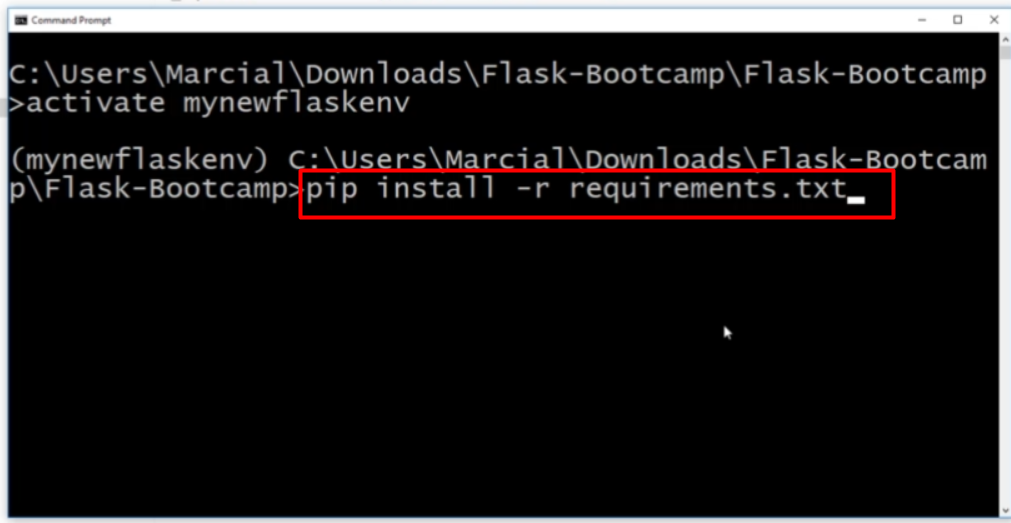 Command Prompt
C:\Users\Marcial\Downloads\Flask-Bootcamp\Flask-Bootcamp
>activate mynewflaskenv
(mynewflaskenv) C:\Users\Marcial\Downloads\Flask-Bootcam
p\Flask-Bootcamp>pip install -r requirements.txt